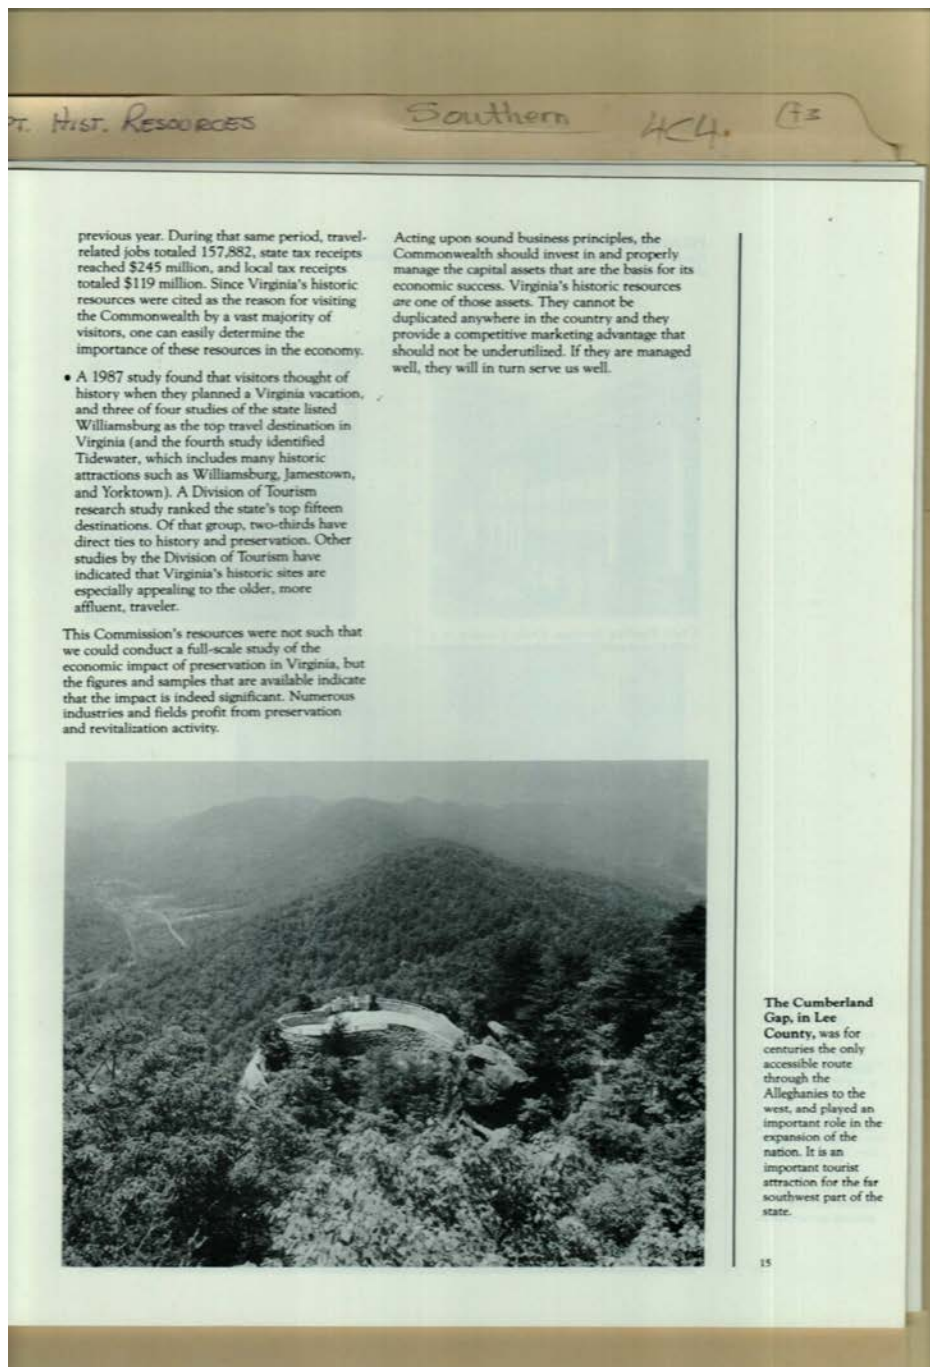 PT. HIST. RESOURCES
Southern
4C4.
previous year. During that same period, travel-
related jobs totaled 157,882, state tax receipts
reached $245 million, and local tax receipts
totaled $119 million. Since Virginia's historic
resources were cited as the reason for visiting
the Commonwealth by a vast majority of
visitors, one can easily determine the
importance of these resources in the economy.
• A 1987 study found that visitors thought of
history when they planned a Virginia vacation,
and three of four studies of the state listed
Williamsburg as the top travel destination in
Virginia (and the fourth study identified
Tidewater, which includes many historic
attractions such as Williamsburg, Jamestown,
and Yorktown). A Division of Tourism
research study ranked the state's top fifteen
destinations. Of that group, two-thirds have
direct ties to history and preservation. Other
studies by the Division of Tourism have
indicated that Virginia's historic sites are
especially appealing to the older, more
affluent, traveler.
This Commission's resources were not such that
we could conduct a full-scale study of the
economic impact of preservation in Virginia, but
the figures and samples that are available indicate
that the impact is indeed significant. Numerous
industries and fields profit from preservation
and revitalization activity.
Acting upon sound business principles, the
Commonwealth should invest in and properly
manage the capital assets that are the basis for its
economic success. Virginia's historic resources
are one of those assets. They cannot be
duplicated anywhere in the country and they
provide a competitive marketing advantage that
should not be underutilized. If they are managed
well, they will in turn serve us well.
The Cumberland
Gap, in Lee
County, was for
centuries the only
accessible route
through the
Alleghanies to the
west, and played an
important role in the
expansion of the
nation. It is an
important tourist
attraction for the far
southwest part of the
state.
15